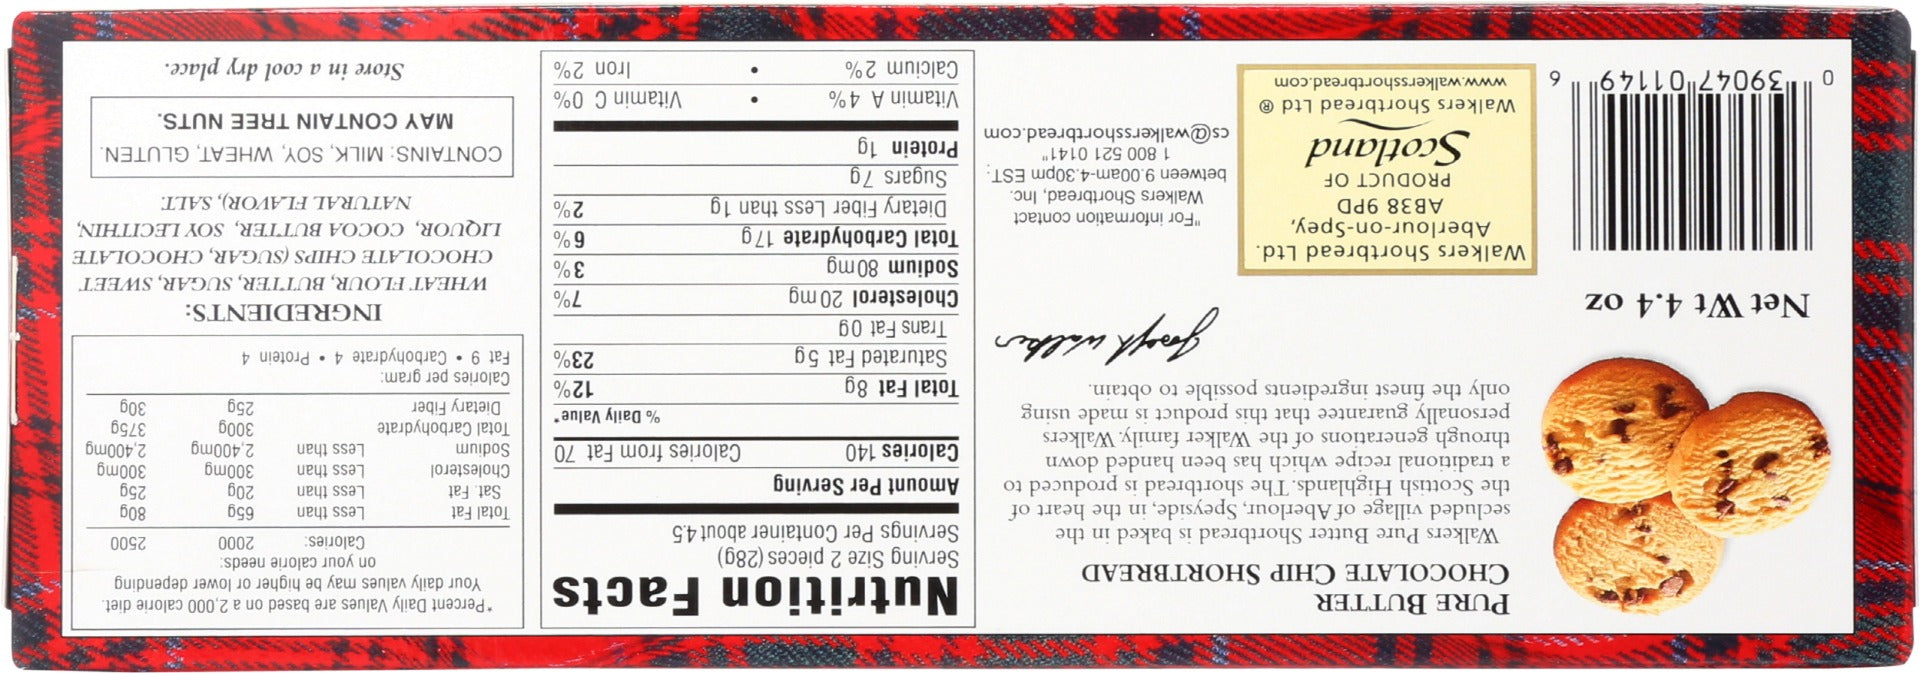 PURE BUTTER
CHOCOLATE CHIP SHORTBREAD
Walkers Pure Butter Shortbread is baked in the
secluded village of Aberlour, Speyside, in the heart of
the Scottish Highlands. The shortbread is produced to
a traditional recipe which has been handed down
through generations of the Walker family. Walkers
personally guarantee that this product is made using
only the finest ingredients possible to obtain.
Joseph Walker
Net Wt 4.4 oz
Walkers Shortbread Ltd.
Aberlour-on-Spey,
AB38 9PD
PRODUCT OF
Scotland
Walkers Shortbread Ltd ®
www.walkersshortbread.com
0 39047 01149 6
"For information contact
Walkers Shortbread, Inc.
between 9.00am-4.30pm EST.
1 800 521 0141"
cs@walkersshortbread.com
Nutrition Facts
Serving Size 2 pieces (28g)
Servings Per Container about 4.5
Amount Per Serving
Calories 140 Calories from Fat 70
% Daily Value*
Total Fat 8g 12%
Saturated Fat 5g 23%
Trans Fat 0g
Cholesterol 20mg 7%
Sodium 80mg 3%
Total Carbohydrate 17g 6%
Dietary Fiber Less than 1g 2%
Sugars 7g
Protein 1g
Vitamin A 4% • Vitamin C 0%
Calcium 2% • Iron 2%
*Percent Daily Values are based on a 2,000 calorie diet.
Your daily values may be higher or lower depending
on your calorie needs:
Calories: 2000 2500
Total Fat Less than 65g 80g
Sat. Fat Less than 20g 25g
Cholesterol Less than 300mg 300mg
Sodium Less than 2,400mg 2,400mg
Total Carbohydrate 300g 375g
Dietary Fiber 25g 30g
Calories per gram:
Fat 9 • Carbohydrate 4 • Protein 4
INGREDIENTS:
WHEAT FLOUR, BUTTER, SUGAR, SWEET
CHOCOLATE CHIPS (SUGAR, CHOCOLATE
LIQUOR, COCOA BUTTER, SOY LECITHIN,
NATURAL FLAVOR), SALT.
CONTAINS: MILK, SOY, WHEAT, GLUTEN.
MAY CONTAIN TREE NUTS.
Store in a cool dry place.